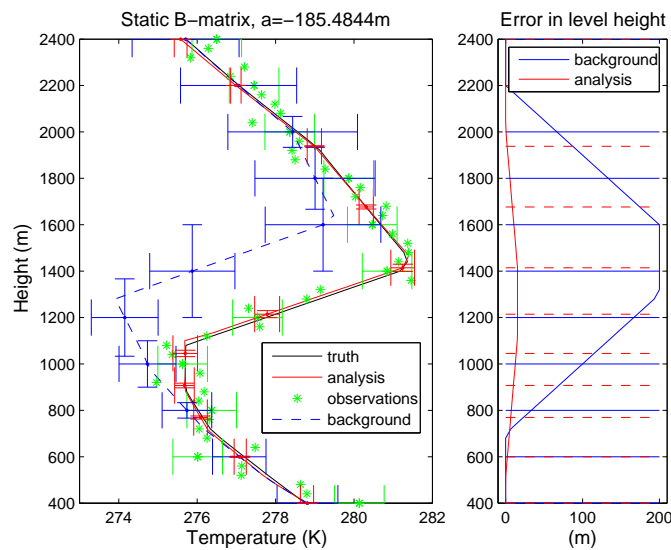 Static B−matrix, a=−185.4844m
Error in level height
2400
2200
2000
1800
1600
1400
1200
1000
800
600
400
Height (m)
274
276
278
280
282
Temperature (K)
truth
analysis
observations
background
2400
2200
2000
1800
1600
1400
1200
1000
800
600
400
0
100
200
(m)
background
analysis